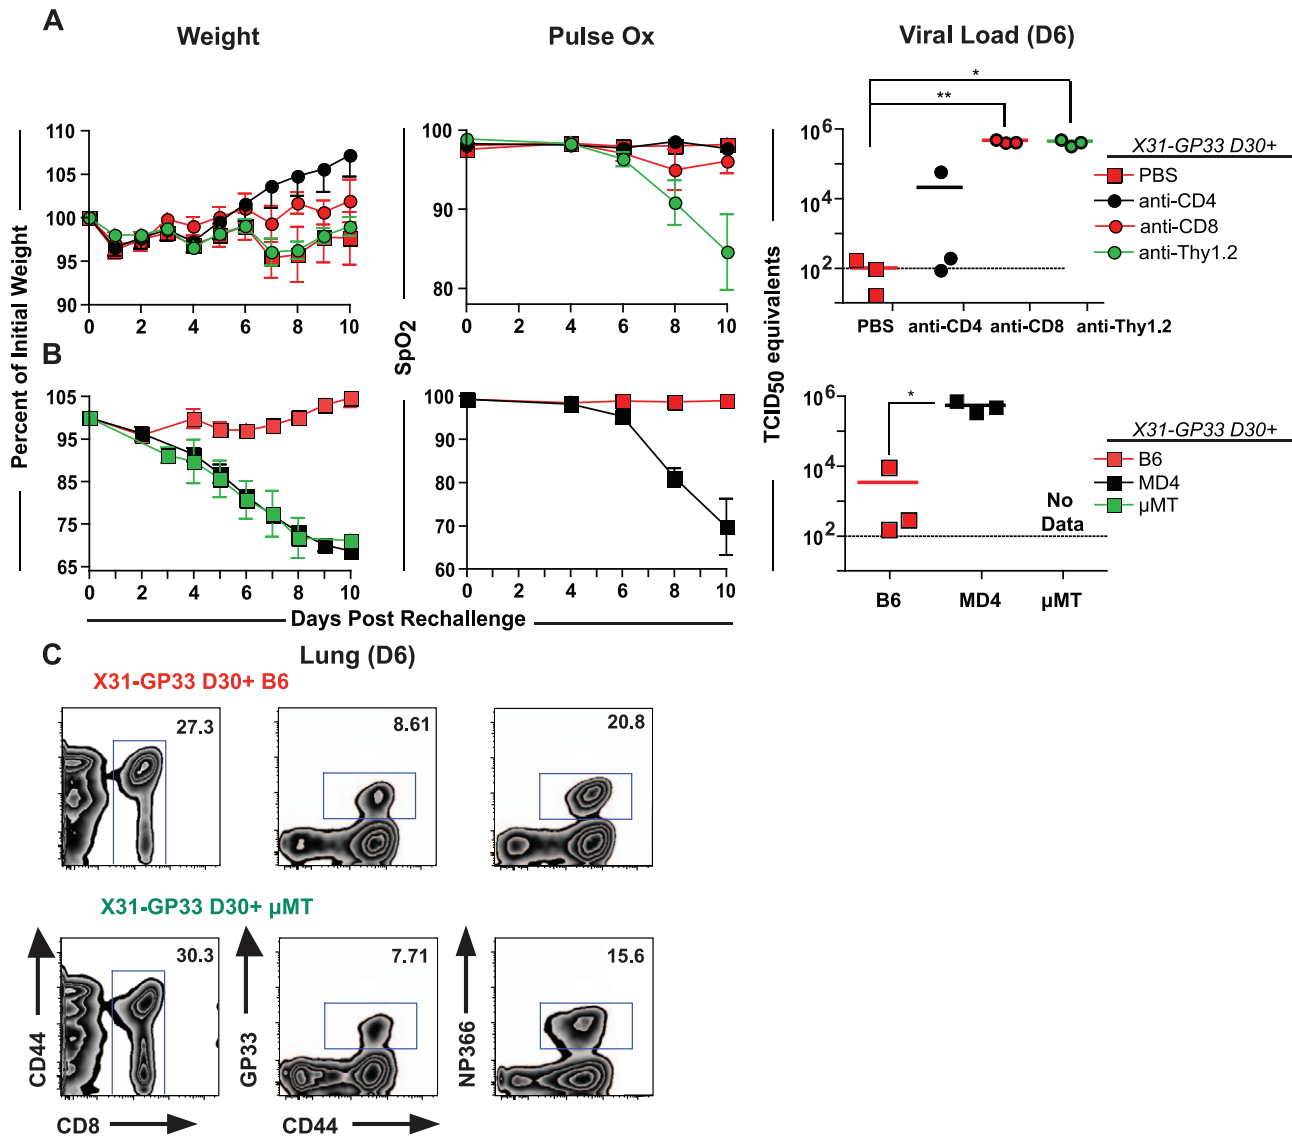 A
Weight
Pulse Ox
Viral Load (D6)
Percent of Initial Weight
110
105
100
95
90
0 2 4 6 8 10
SpO2
100
90
80
0 2 4 6 8 10
TCID50 equivalents
10^6
10^4
10^2
*
**
PBS anti-CD4 anti-CD8 anti-Thy1.2
X31-GP33 D30+
PBS
anti-CD4
anti-CD8
anti-Thy1.2
B
105
95
85
75
65
0 2 4 6 8 10
100
90
80
70
60
0 2 4 6 8 10
Days Post Rechallenge
10^6
10^4
10^2
*
No
Data
B6 MD4 µMT
X31-GP33 D30+
B6
MD4
µMT
C
Lung (D6)
X31-GP33 D30+ B6
27.3
8.61
20.8
X31-GP33 D30+ µMT
30.3
7.71
15.6
CD44
GP33
NP366
CD8
CD44